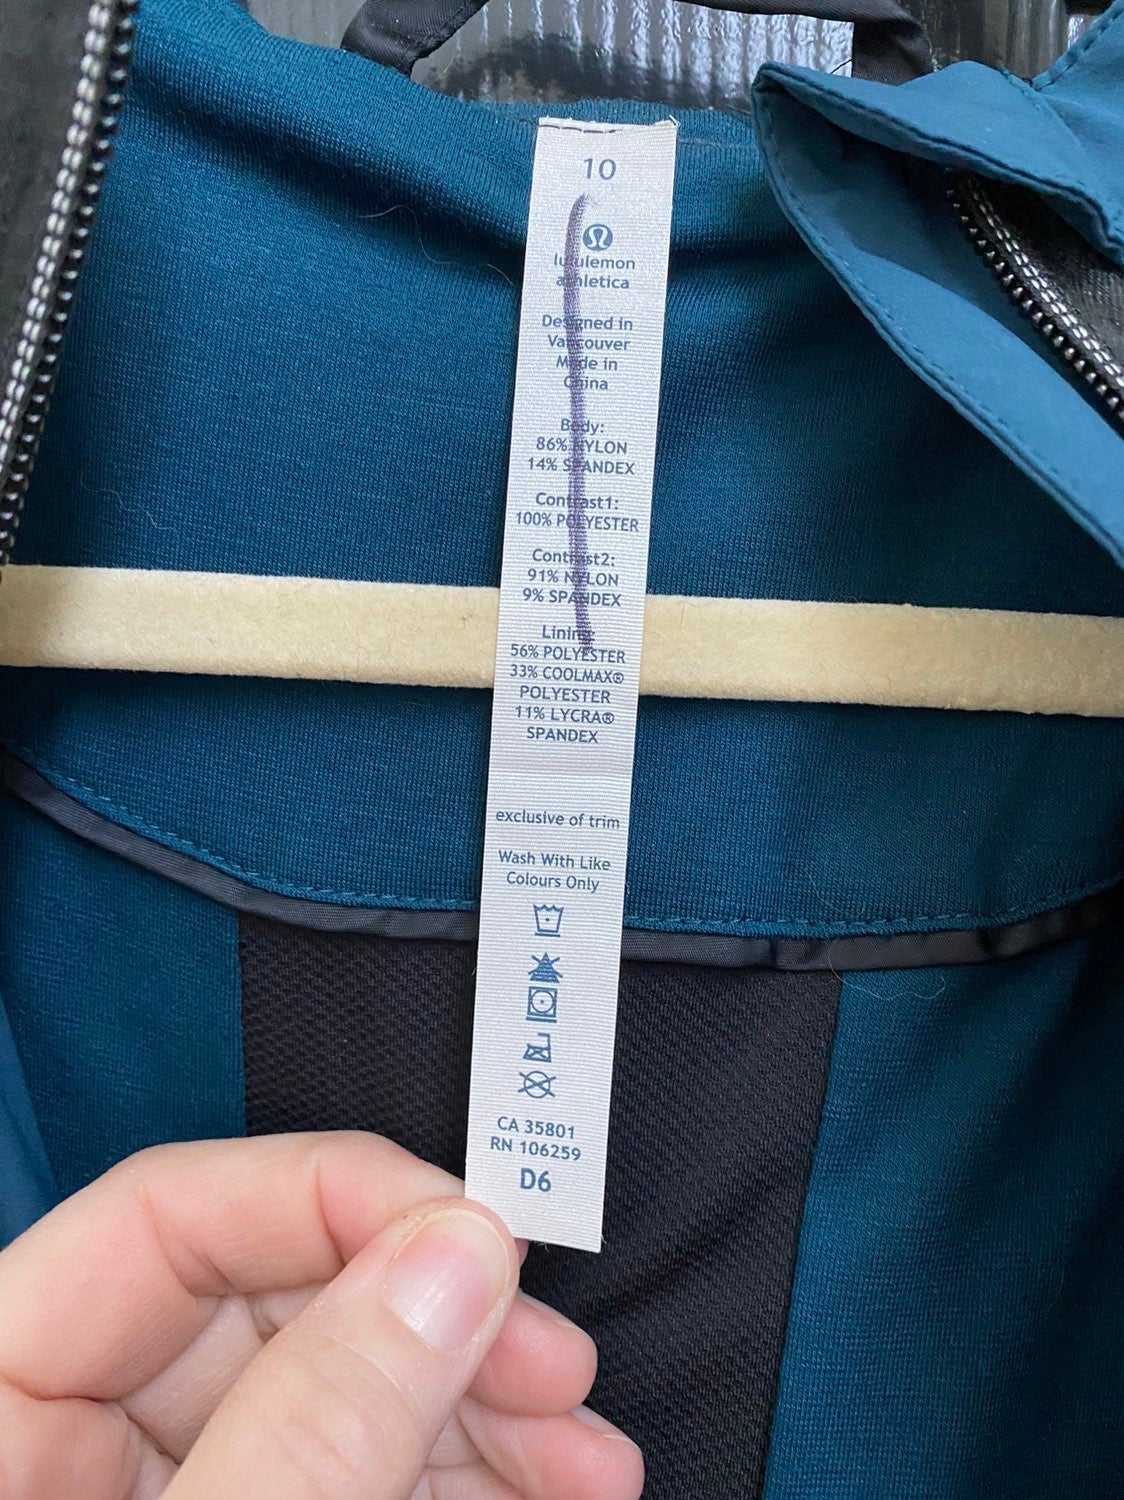 10
lululemon
athletica
Designed in
Vancouver
Made in
China
Body:
86% NYLON
14% SPANDEX
Contrast1:
100% POLYESTER
Contrast2:
91% NYLON
9% SPANDEX
Lining:
56% POLYESTER
33% COOLMAX®
POLYESTER
11% LYCRA®
SPANDEX
exclusive of trim
Wash With Like
Colours Only
CA 35801
RN 106259
D6